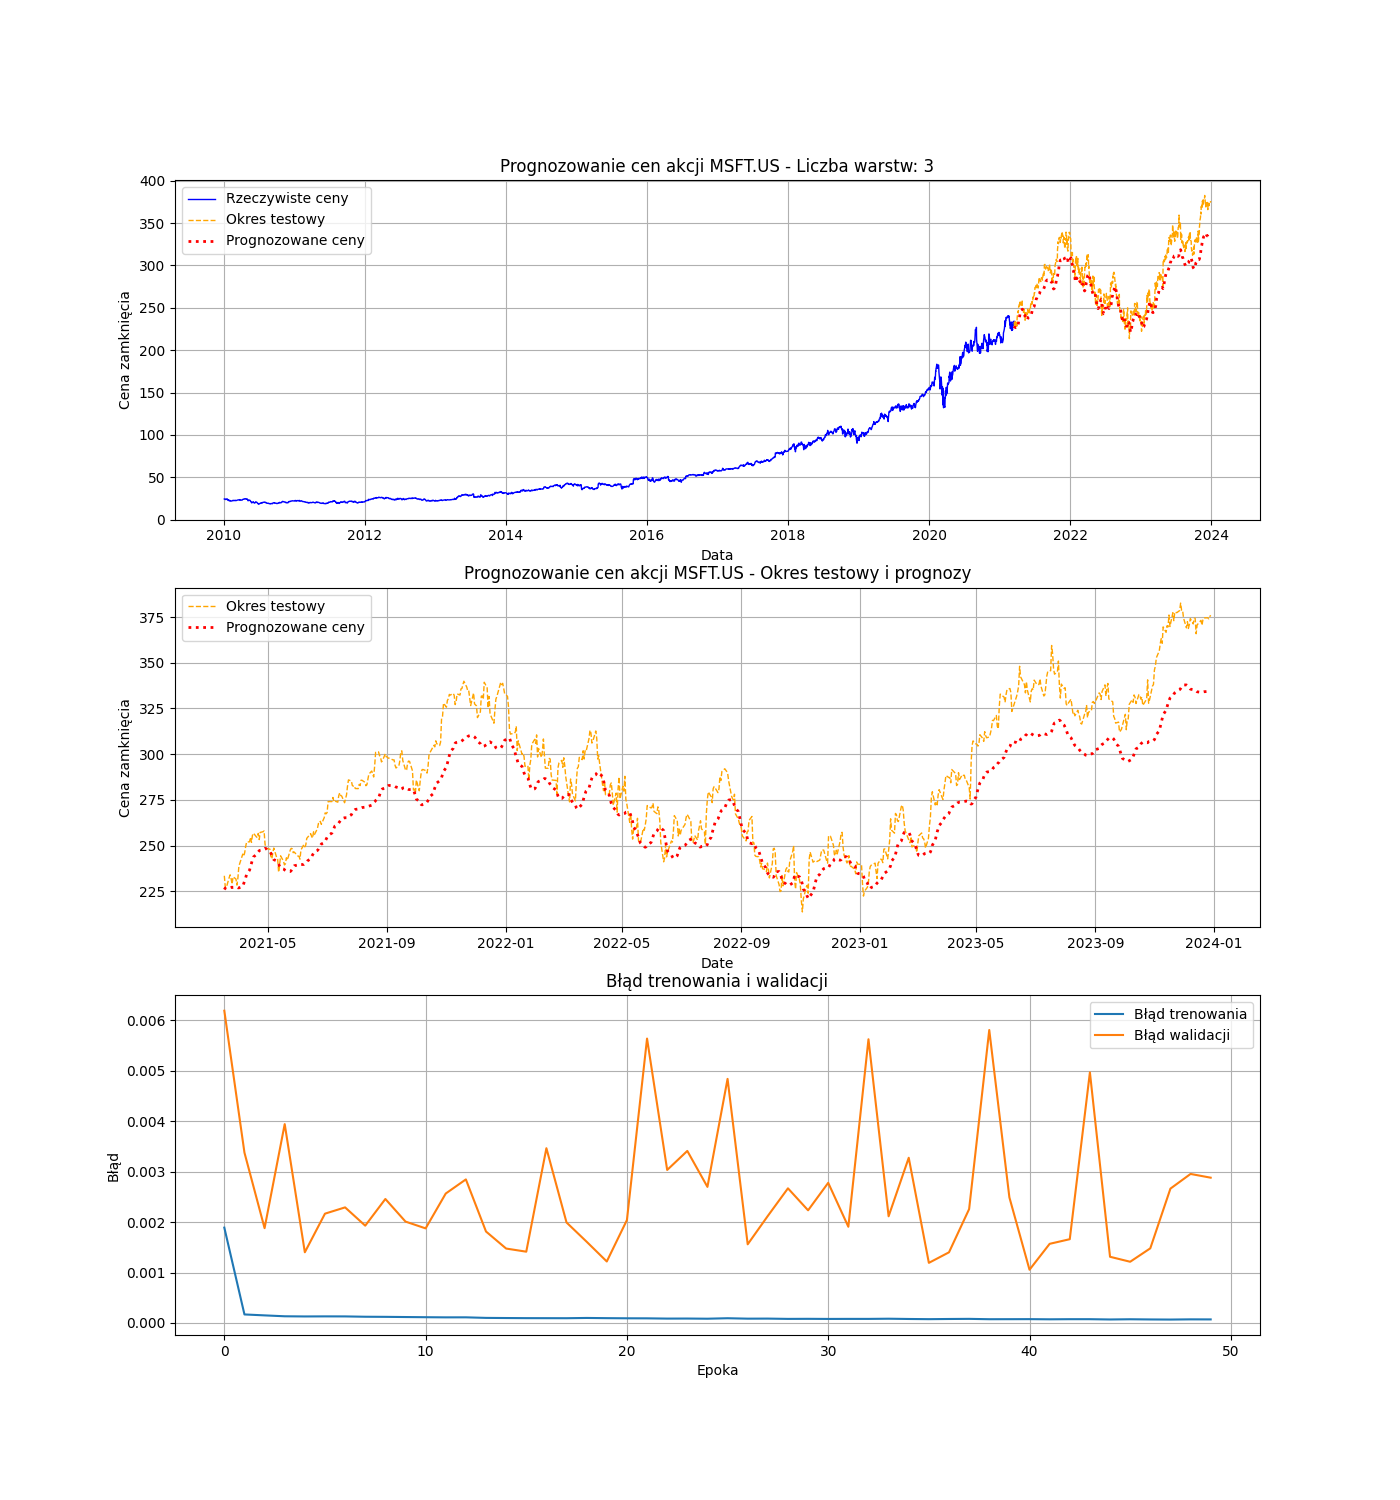 Prognozowanie cen akcji MSFT.US - Liczba warstw: 3
400
350
300
250
200
150
100
50
0
Cena zamknięcia
Rzeczywiste ceny
Okres testowy
Prognozowane ceny
2010 2012 2014 2016 2018 2020 2022 2024
Data
Prognozowanie cen akcji MSFT.US - Okres testowy i prognozy
375
350
325
300
275
250
225
Cena zamknięcia
Okres testowy
Prognozowane ceny
2021-05 2021-09 2022-01 2022-05 2022-09 2023-01 2023-05 2023-09 2024-01
Date
Błąd trenowania i walidacji
0.006
0.005
0.004
0.003
0.002
0.001
0.000
Błąd
Błąd trenowania
Błąd walidacji
0 10 20 30 40 50
Epoka